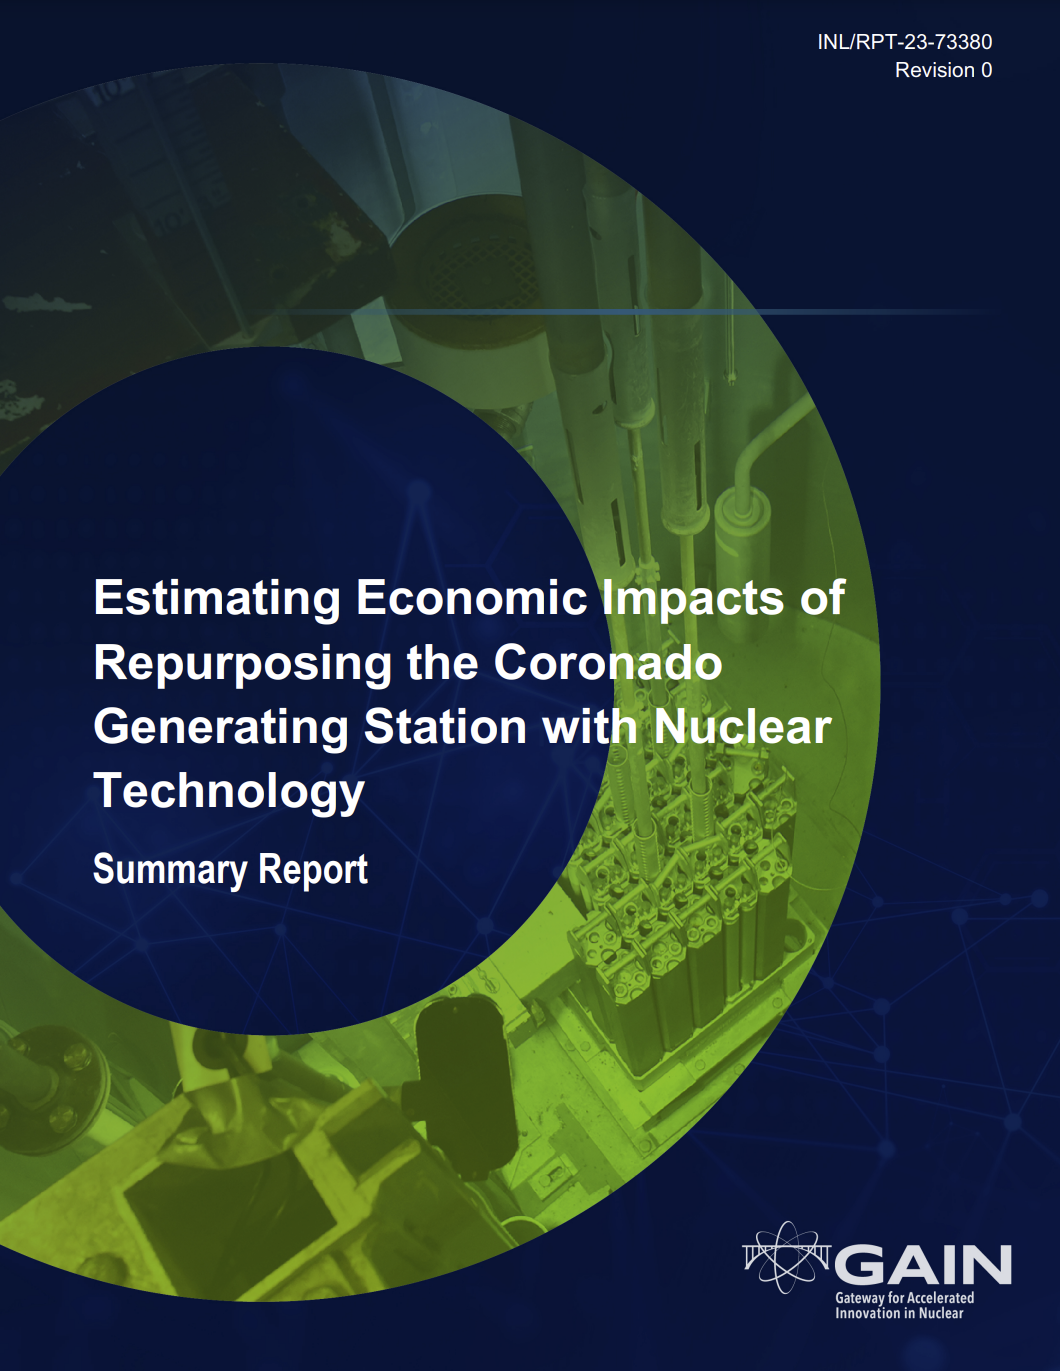 INL/RPT-23-73380
Revision 0
Estimating Economic Impacts of
Repurposing the Coronado
Generating Station with Nuclear
Technology
Summary Report
GAIN
Gateway for Accelerated
Innovation in Nuclear